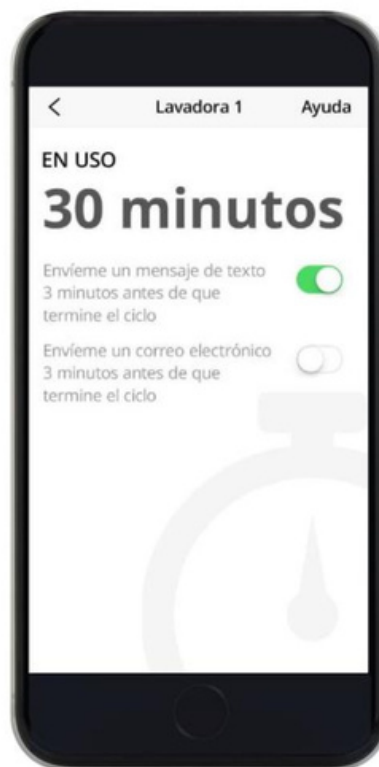 Lavadora 1 Ayuda
EN USO
30 minutos
Envíeme un mensaje de texto
3 minutos antes de que
termine el ciclo
Envíeme un correo electrónico
3 minutos antes de que
termine el ciclo